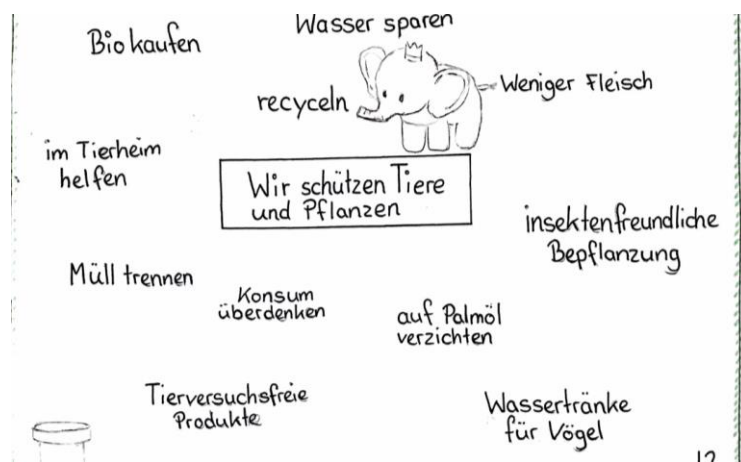 Wasser sparen
Bio kaufen
Weniger Fleisch
recyceln
im Tierheim
helfen
Wir schützen Tiere
und Pflanzen
insektenfreundliche
Bepflanzung
Müll trennen
Konsum
überdenken
auf Palmöl
verzichten
Tierversuchsfreie
Produkte
Wassertränke
für Vögel